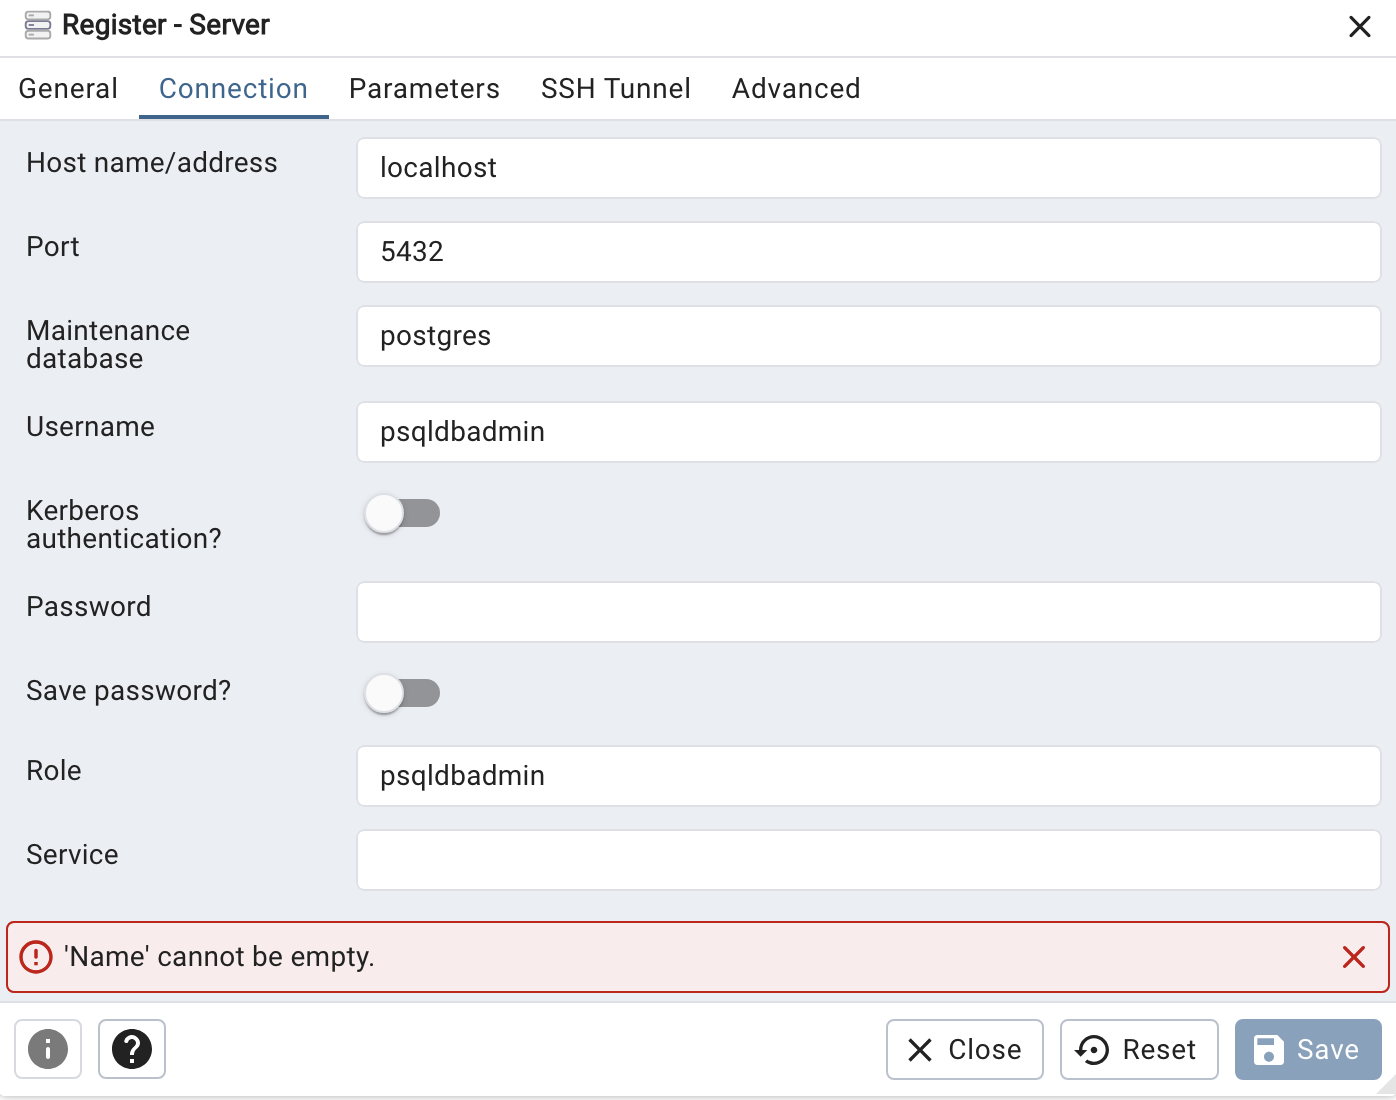 Register - Server
General Connection Parameters SSH Tunnel Advanced
Host name/address localhost
Port 5432
Maintenance
database postgres
Username psqldbadmin
Kerberos
authentication?
Password
Save password?
Role psqldbadmin
Service
'Name' cannot be empty.
Close Reset Save